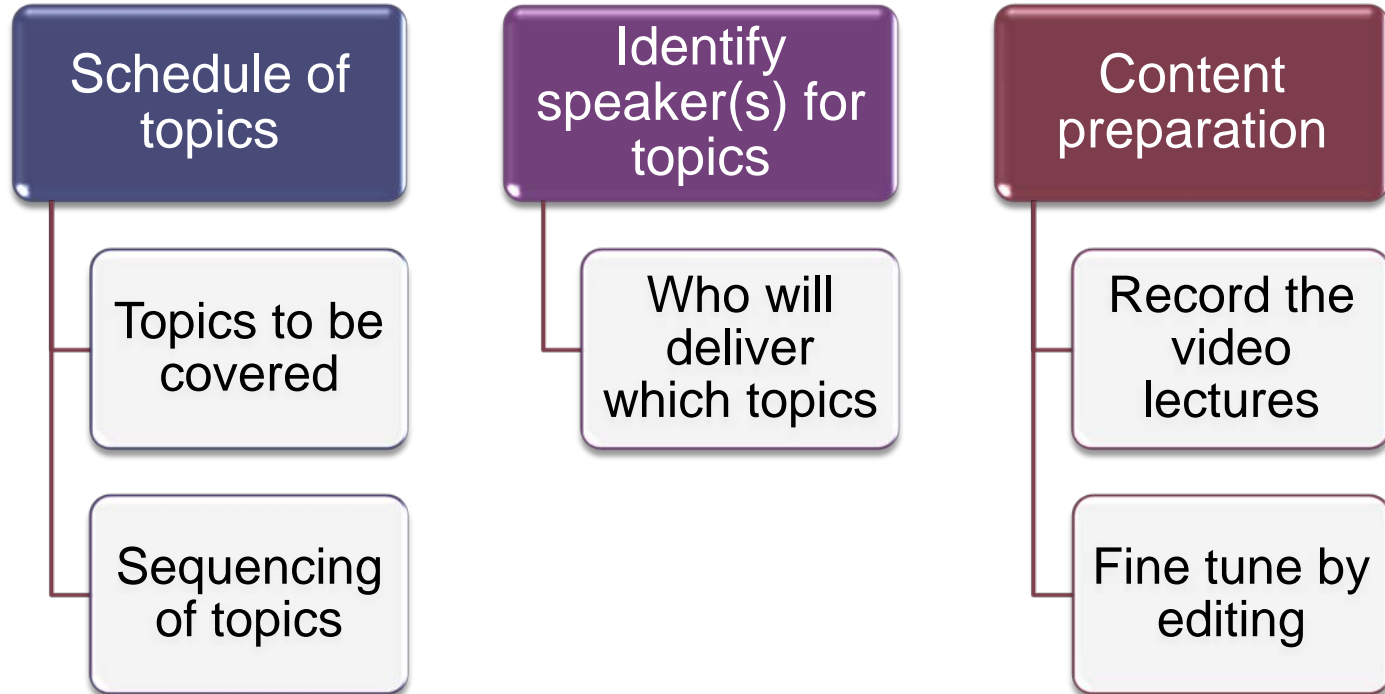 Schedule of
topics
Topics to be
covered
Sequencing
of topics
Identify
speaker(s) for
topics
Who will
deliver
which topics
Content
preparation
Record the
video
lectures
Fine tune by
editing